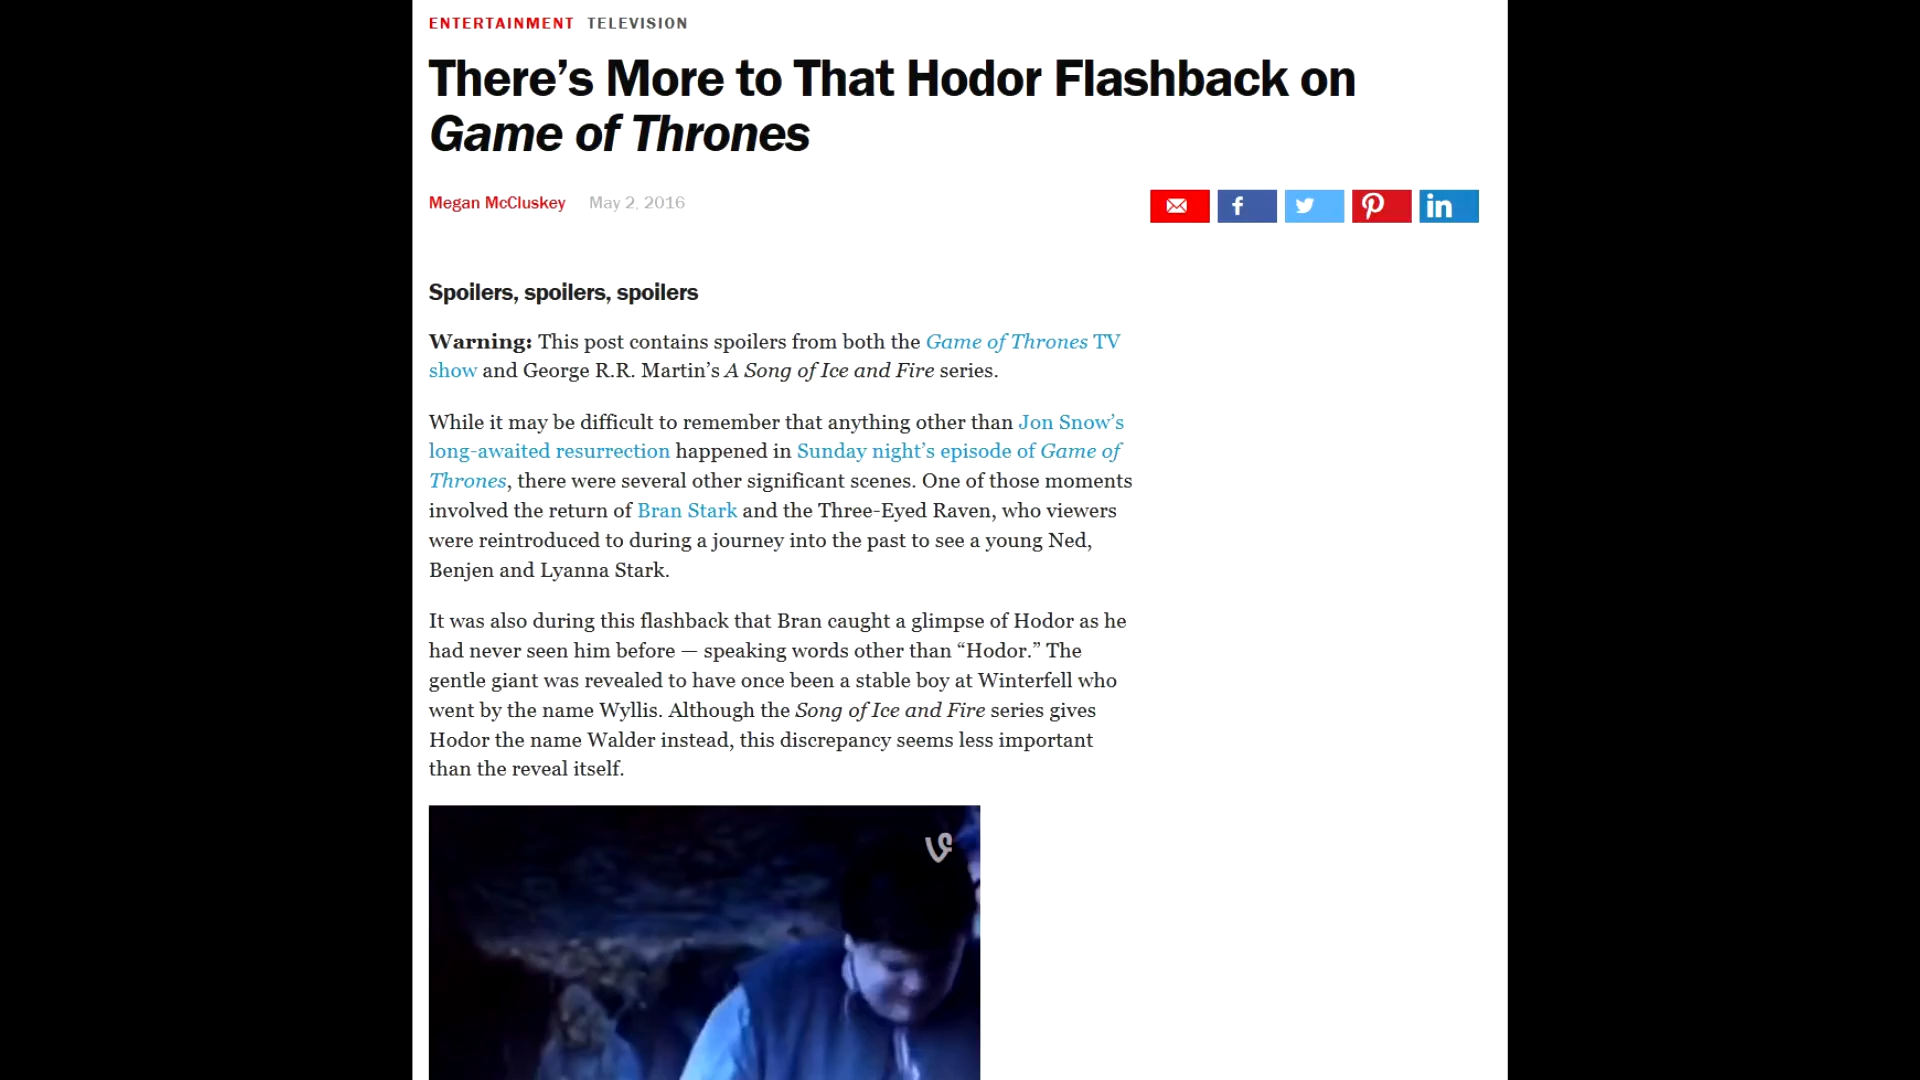 ENTERTAINMENT TELEVISION
There’s More to That Hodor Flashback on
Game of Thrones
Megan McCluskey May 2, 2016
Spoilers, spoilers, spoilers
Warning: This post contains spoilers from both the Game of Thrones TV
show and George R.R. Martin’s A Song of Ice and Fire series.
While it may be difficult to remember that anything other than Jon Snow’s
long-awaited resurrection happened in Sunday night’s episode of Game of
Thrones, there were several other significant scenes. One of those moments
involved the return of Bran Stark and the Three-Eyed Raven, who viewers
were reintroduced to during a journey into the past to see a young Ned,
Benjen and Lyanna Stark.
It was also during this flashback that Bran caught a glimpse of Hodor as he
had never seen him before — speaking words other than “Hodor.” The
gentle giant was revealed to have once been a stable boy at Winterfell who
went by the name Wyllis. Although the Song of Ice and Fire series gives
Hodor the name Walder instead, this discrepancy seems less important
than the reveal itself.